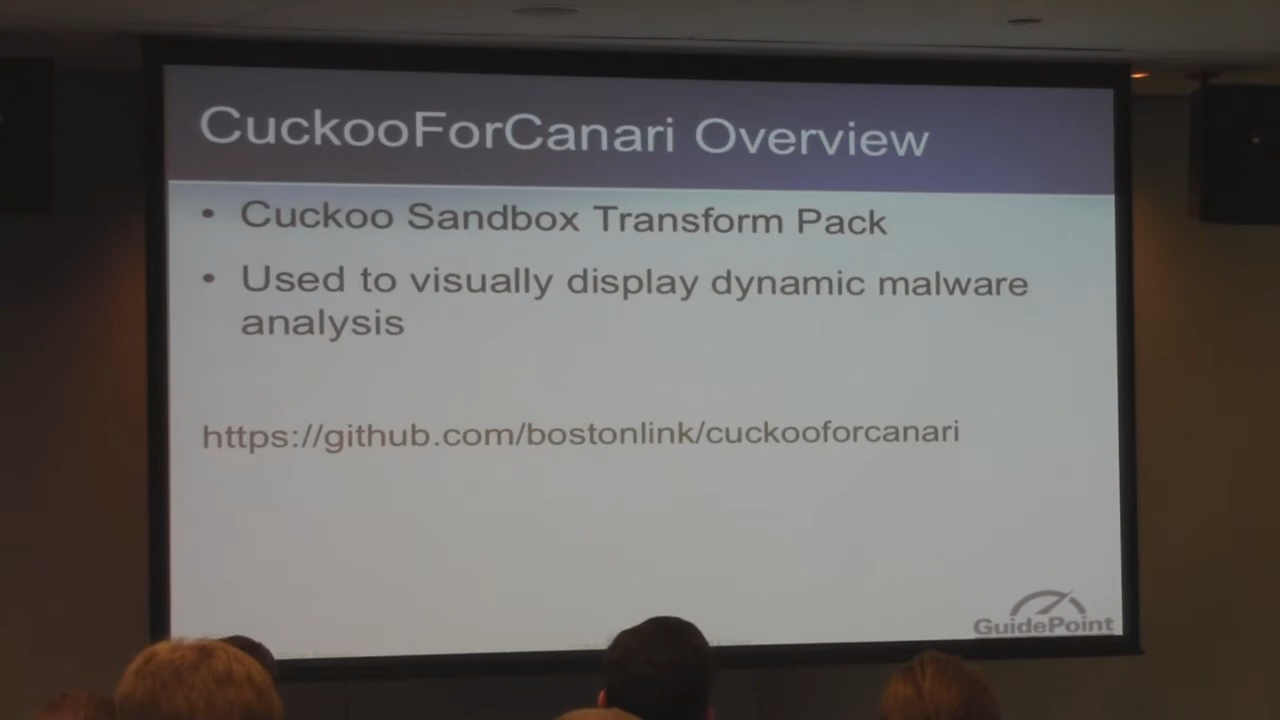 CuckooForCanari Overview
• Cuckoo Sandbox Transform Pack
• Used to visually display dynamic malware
analysis
https://github.com/bostonlink/cuckooforcanari
GuidePoint